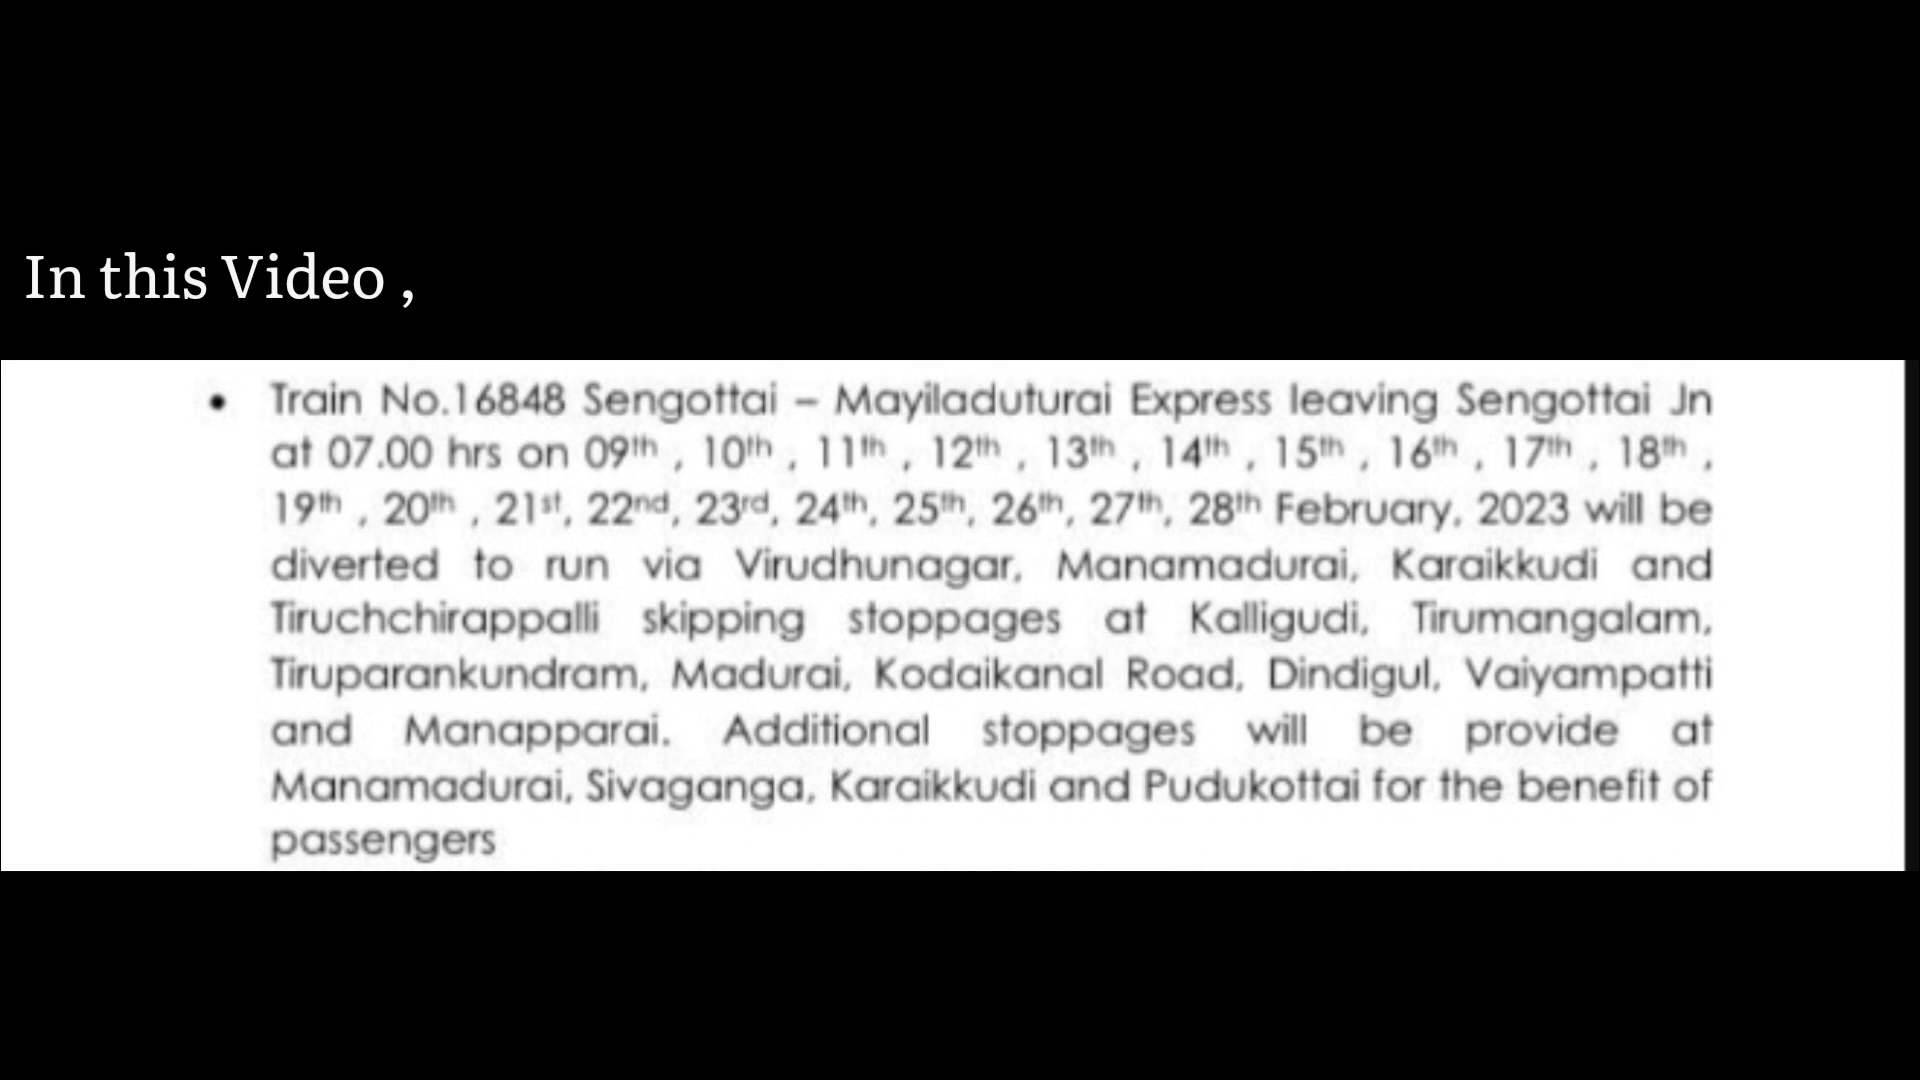 In this Video ,
• Train No.16848 Sengottai – Mayiladuturai Express leaving Sengottai Jn
at 07.00 hrs on 09th , 10th , 11th , 12th , 13th , 14th , 15th , 16th , 17th , 18th ,
19th , 20th , 21st, 22nd, 23rd, 24th, 25th, 26th, 27th, 28th February, 2023 will be
diverted to run via Virudhunagar, Manamadurai, Karaikkudi and
Tiruchchirappalli skipping stoppages at Kalligudi, Tirumangalam,
Tiruparankundram, Madurai, Kodaikanal Road, Dindigul, Vaiyampatti
and Manapparai. Additional stoppages will be provide at
Manamadurai, Sivaganga, Karaikkudi and Pudukottai for the benefit of
passengers